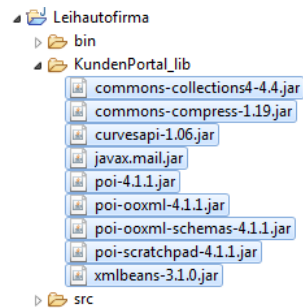 Leihautofirma
bin
KundenPortal_lib
commons-collections4-4.4.jar
commons-compress-1.19.jar
curvesapi-1.06.jar
javax.mail.jar
poi-4.1.1.jar
poi-ooxml-4.1.1.jar
poi-ooxml-schemas-4.1.1.jar
poi-scratchpad-4.1.1.jar
xmlbeans-3.1.0.jar
src